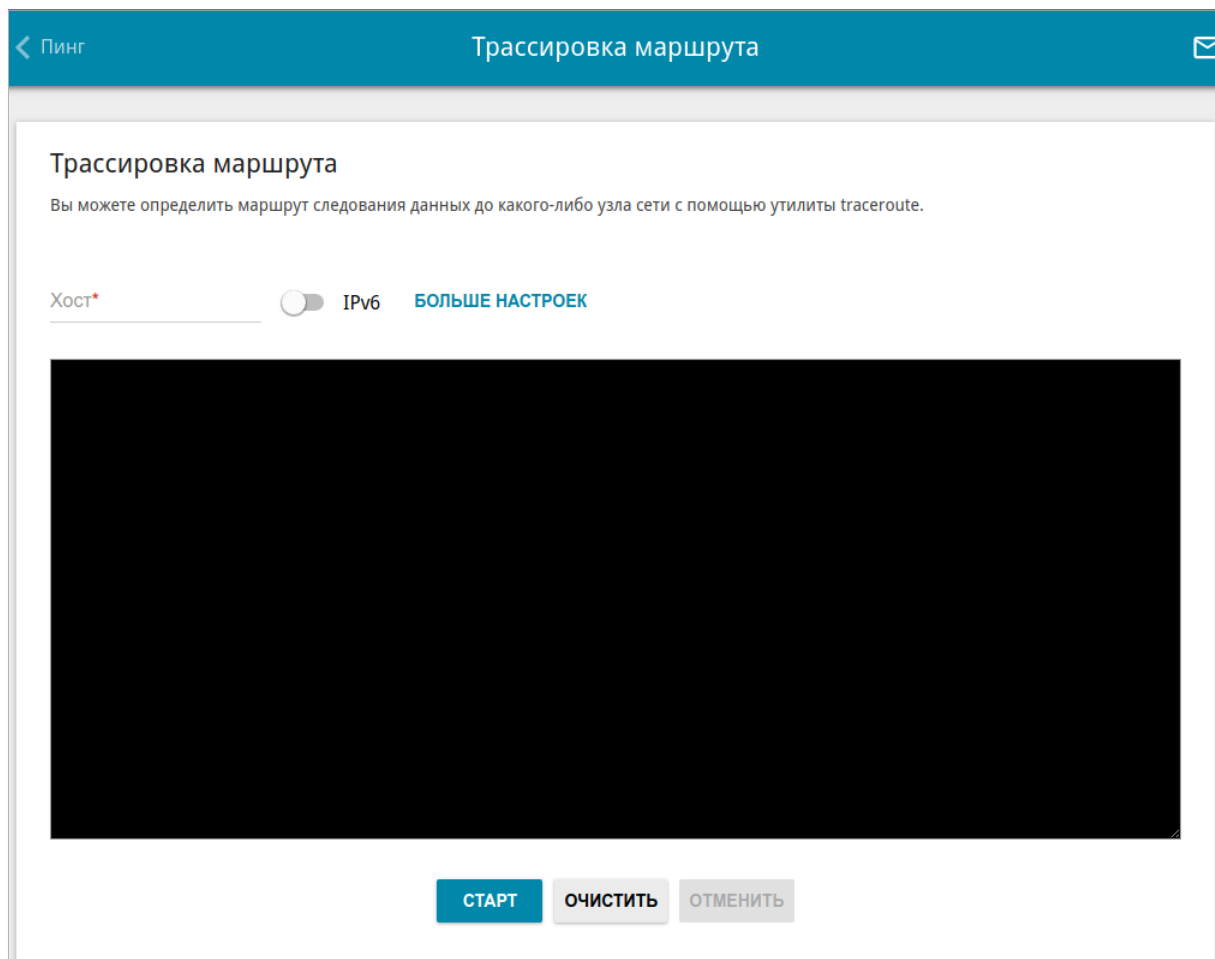 Пинг
Трассировка маршрута
Трассировка маршрута
Вы можете определить маршрут следования данных до какого-либо узла сети с помощью утилиты traceroute.
Хост* IPv6 БОЛЬШЕ НАСТРОЕК
СТАРТ ОЧИСТИТЬ ОТМЕНИТЬ